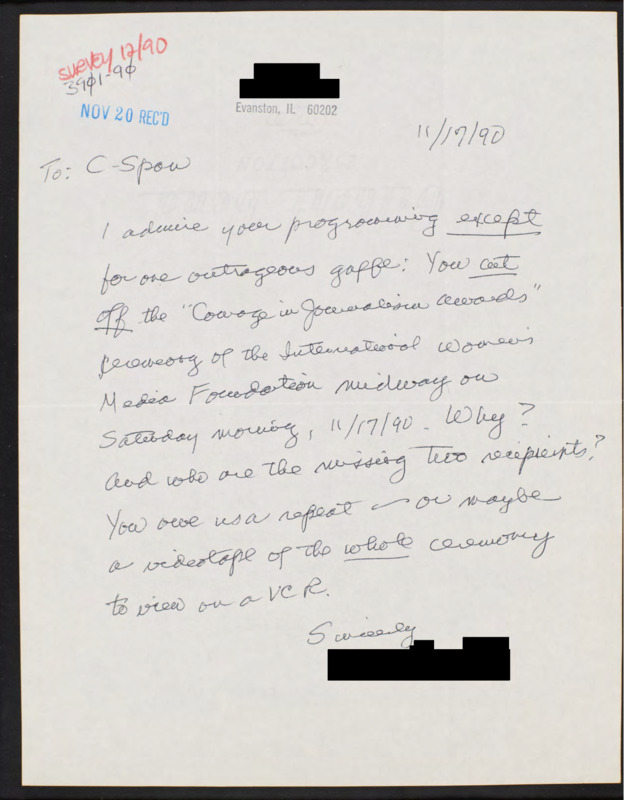 SURVEY 12/90
3901-90
NOV 20 REC'D
Evanston, IL 60202
11/17/90
To: C-Span
I admire your programming except
for one outrageous gaffe: You cut
off the "Courage in Journalism awards"
ceremony of the International Women's
Media Foundation midway on
Saturday morning, 11/17/90. Why?
And who are the missing two recipients?
You owe us a repeat – or maybe
a videotape of the whole ceremony
to view on a VCR.
Sincerely